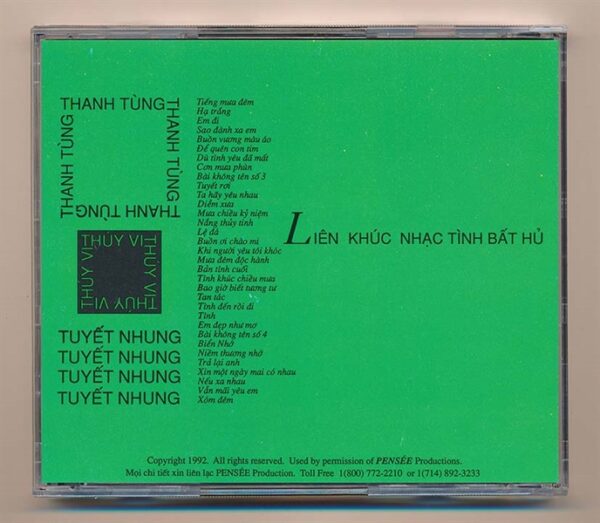 THANH TÙNG
THANH TÙNG
THANH TÙNG
THANH TÙNG
THÙY VI
THÙY VI
THÙY VI
THÙY VI
TUYẾT NHUNG
TUYẾT NHUNG
TUYẾT NHUNG
TUYẾT NHUNG
Tiếng mưa đêm
Hạ trắng
Em đi
Sao đành xa em
Buồn vương màu áo
Để quên con tim
Dù tình yêu đã mất
Cơn mưa phùn
Bài không tên số 3
Tuyết rơi
Ta hãy yêu nhau
Diễm xưa
Mưa chiều kỷ niệm
Nắng thủy tinh
Lệ đá
Buồn ơi chào mi
Khi người yêu tôi khóc
Mưa đêm độc hành
Bản tình cuối
Tình khúc chiều mưa
Bao giờ biết tương tư
Tan tác
Tình đến rồi đi
Tình
Em đẹp như mơ
Bài không tên số 4
Biển Nhớ
Niềm thương nhớ
Trả lại anh
Xin một ngày mai có nhau
Nếu xa nhau
Vẫn mãi yêu em
Xóm đêm
LIÊN KHÚC NHẠC TÌNH BẤT HỦ
Copyright 1992. All rights reserved. Used by permission of PENSÉE Productions.
Mọi chi tiết xin liên lạc PENSÉE Production. Toll Free 1(800) 772-2210 or 1(714) 892-3233